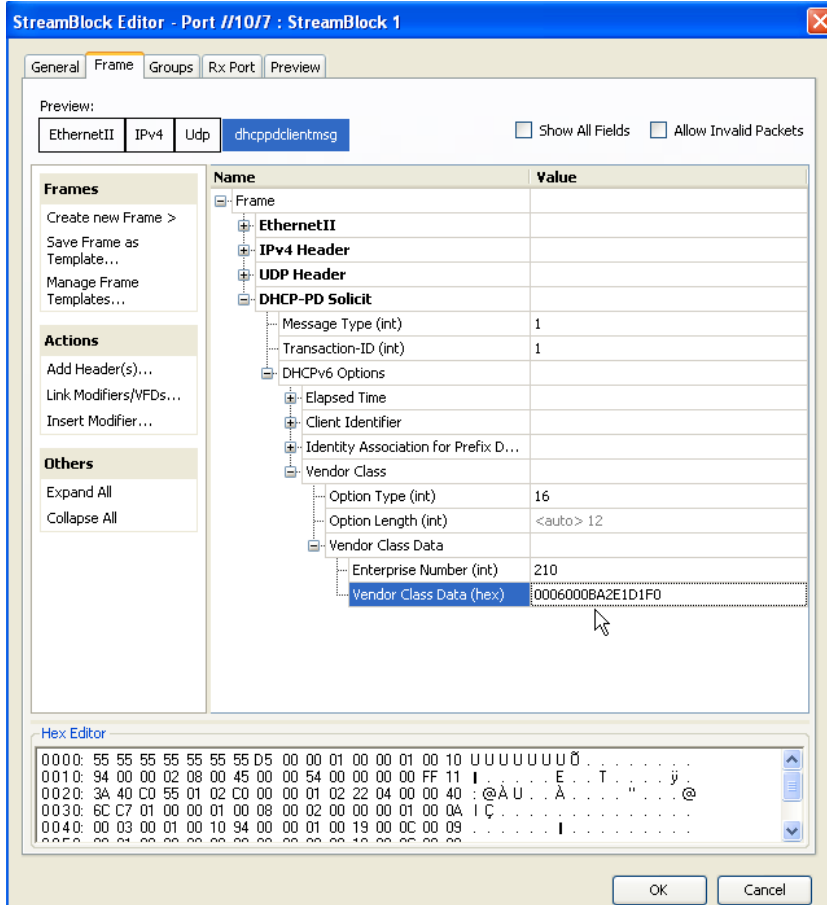 StreamBlock Editor - Port //10/7 : StreamBlock 1
General Frame Groups Rx Port Preview
Preview:
EthernetII IPv4 Udp dhcppdclientmsg Show All Fields Allow Invalid Packets
Frames
Create new Frame >
Save Frame as
Template...
Manage Frame
Templates...
Actions
Add Header(s)...
Link Modifiers/VFDs...
Insert Modifier...
Others
Expand All
Collapse All
Name Value
Frame
EthernetII
IPv4 Header
UDP Header
DHCP-PD Solicit
Message Type (int) 1
Transaction-ID (int) 1
DHCPv6 Options
Elapsed Time
Client Identifier
Identity Association for Prefix D...
Vendor Class
Option Type (int) 16
Option Length (int) <auto> 12
Vendor Class Data
Enterprise Number (int) 210
Vendor Class Data (hex) 0006000BA2E1D1F0
Hex Editor
0000: 55 55 55 55 55 55 55 D5 00 00 01 00 00 01 00 10 U U U U U U U Õ . . . . . . . .
0010: 94 00 00 02 08 00 45 00 00 54 00 00 00 00 FF 11 . . . . . E . . T . . . . ÿ .
0020: 3A 40 C0 55 01 02 C0 00 00 01 02 22 04 00 00 40 : @ À U . . À . . . . " . . . @
0030: 6C C7 01 00 00 01 00 08 00 02 00 00 00 01 00 0A l Ç . . . . . . . . . . . . . .
0040: 00 03 00 01 00 10 94 00 00 01 00 19 00 0C 00 09 . . . . . . . . . . . . . . .
OK Cancel